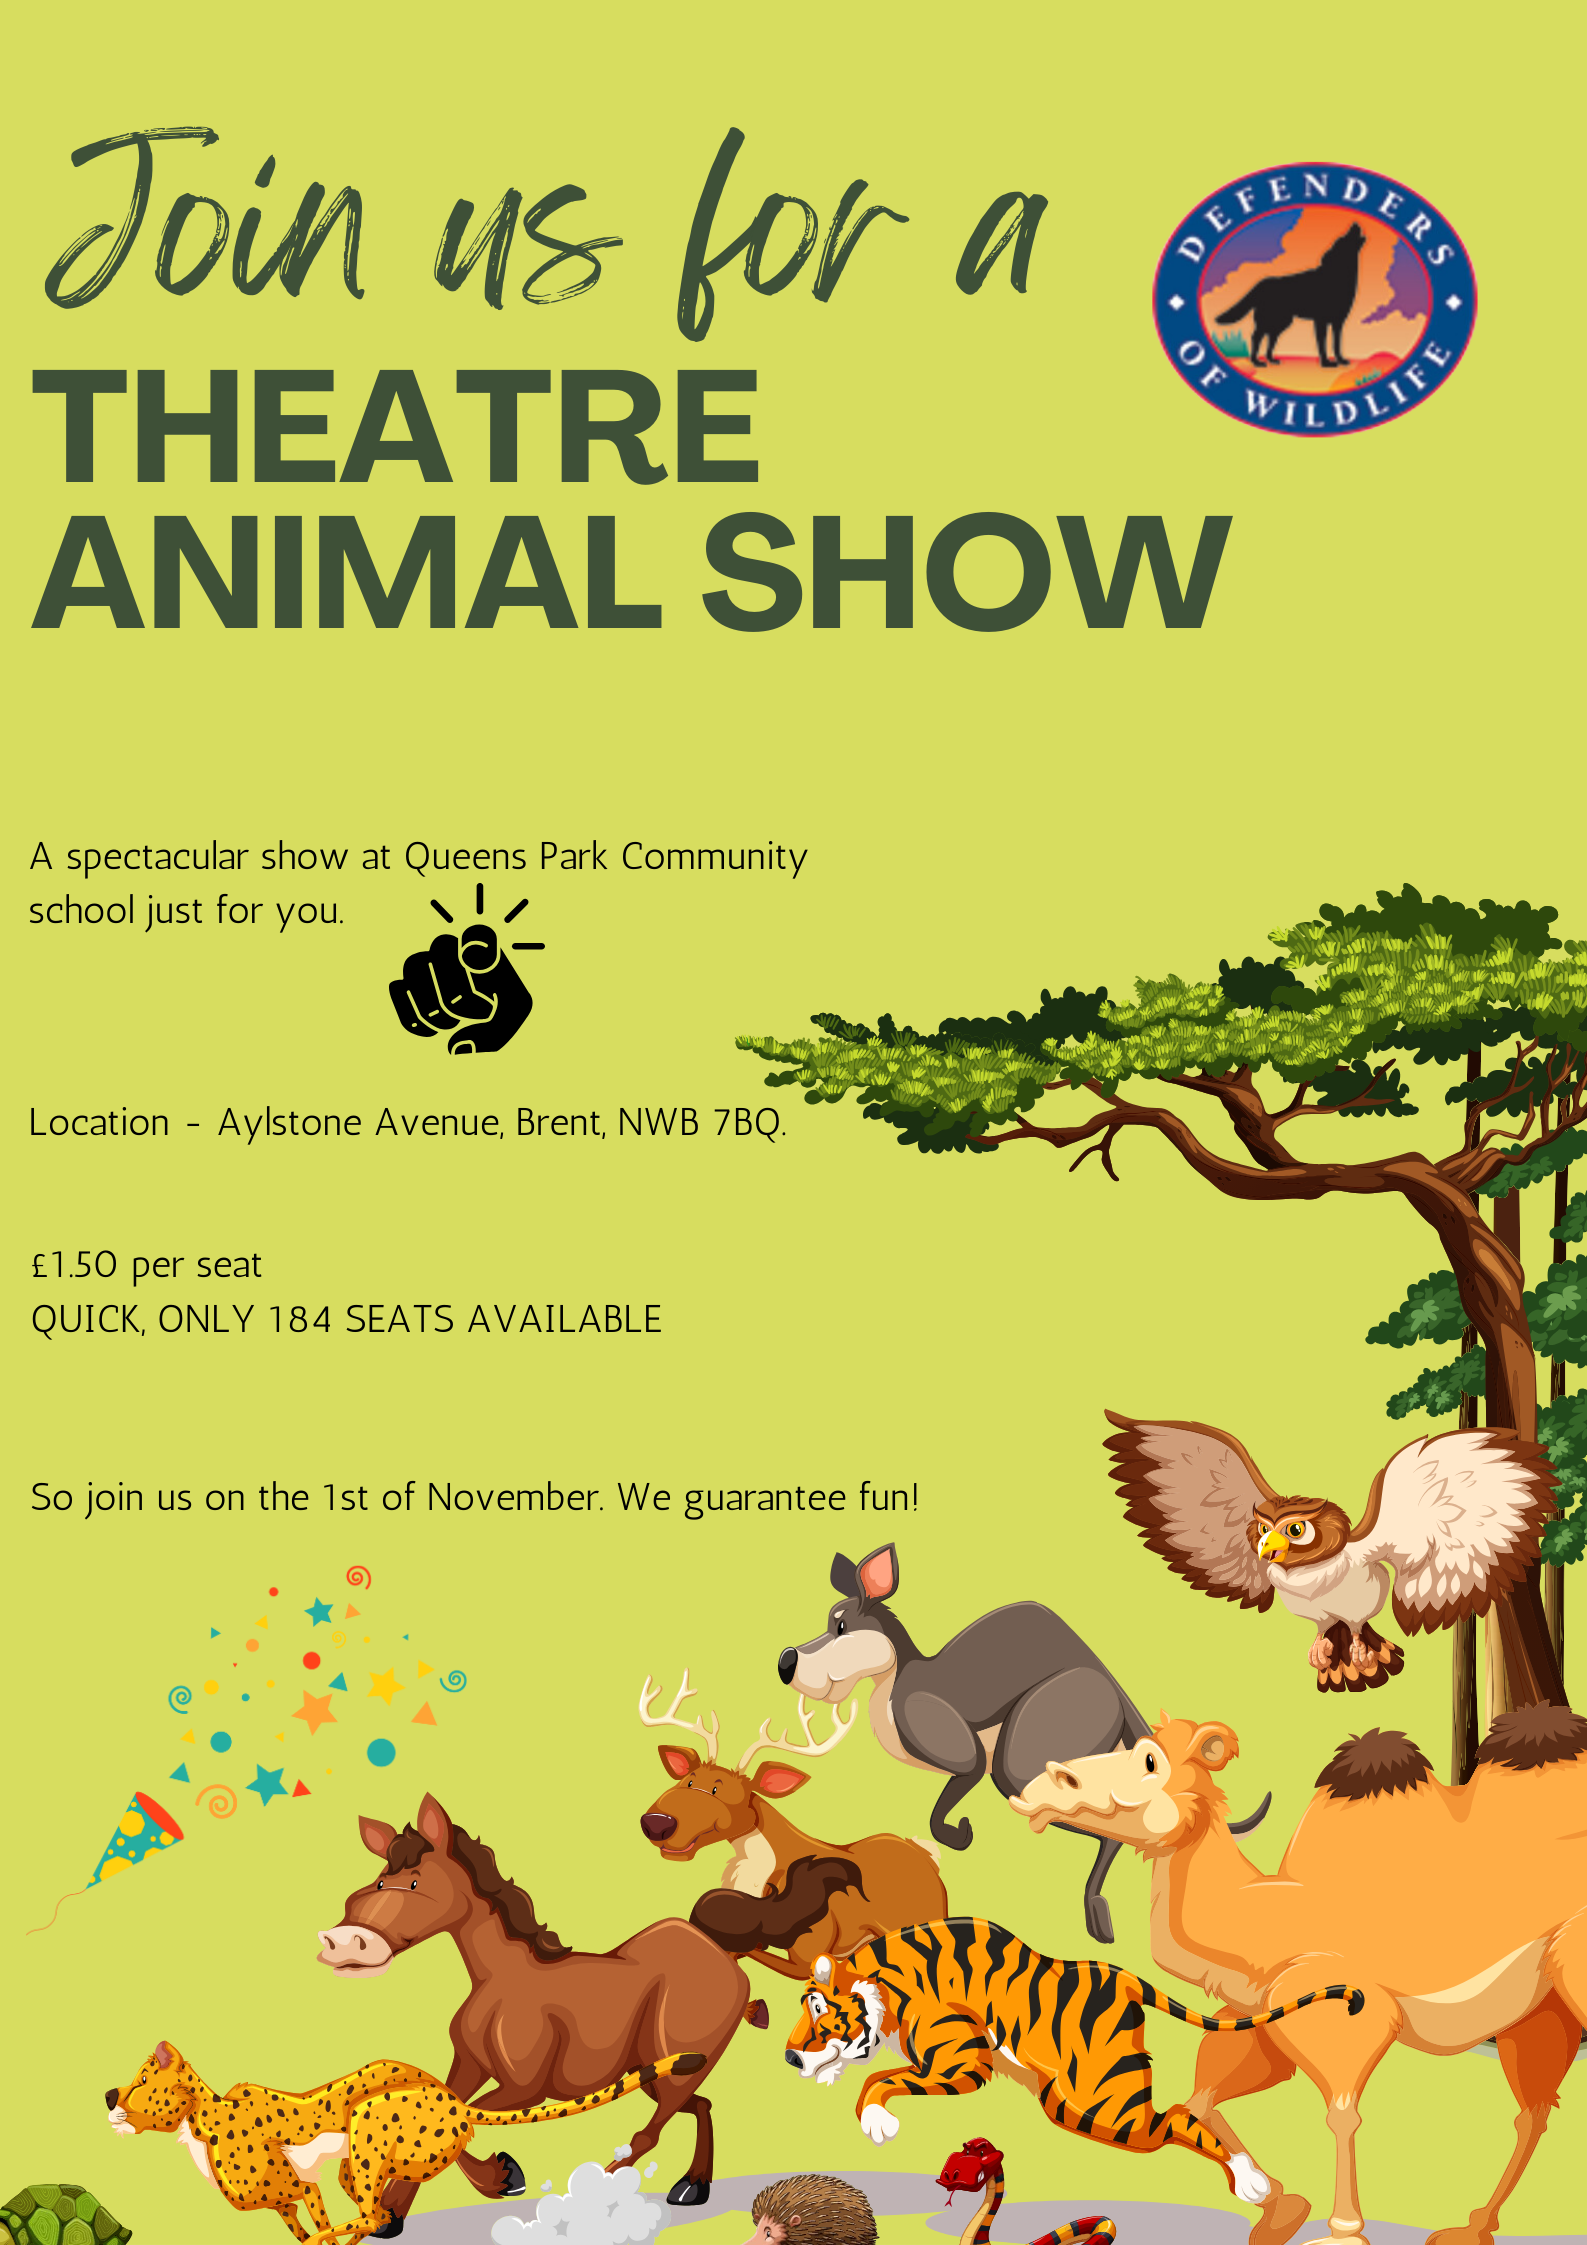 Join us for a
DEFENDERS
OF WILDLIFE
THEATRE
ANIMAL SHOW
A spectacular show at Queens Park Community
school just for you.
Location - Aylstone Avenue, Brent, NWB 7BQ.
£1.50 per seat
QUICK, ONLY 184 SEATS AVAILABLE
So join us on the 1st of November. We guarantee fun!